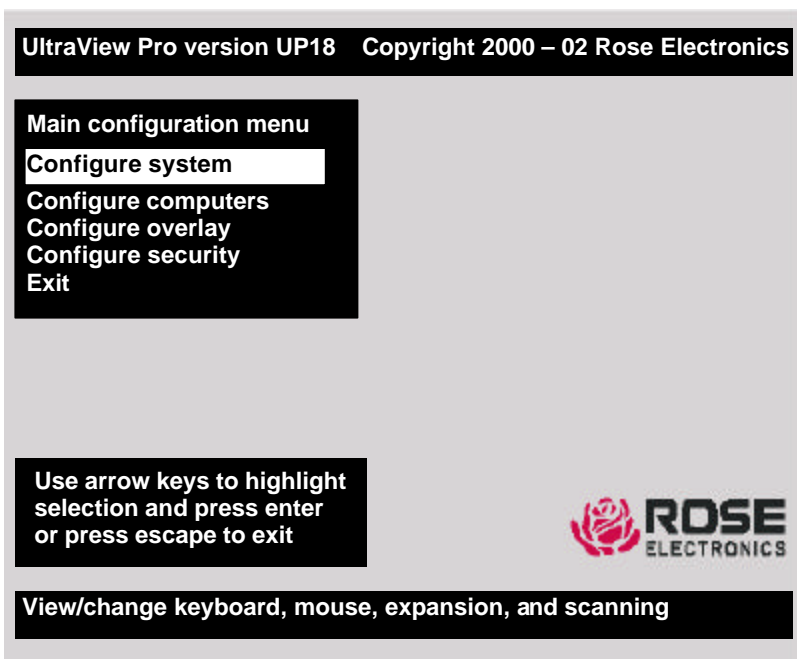 UltraView Pro version UP18 Copyright 2000 – 02 Rose Electronics
Main configuration menu
Configure system
Configure computers
Configure overlay
Configure security
Exit
Use arrow keys to highlight
selection and press enter
or press escape to exit
ROSE
ELECTRONICS
View/change keyboard, mouse, expansion, and scanning